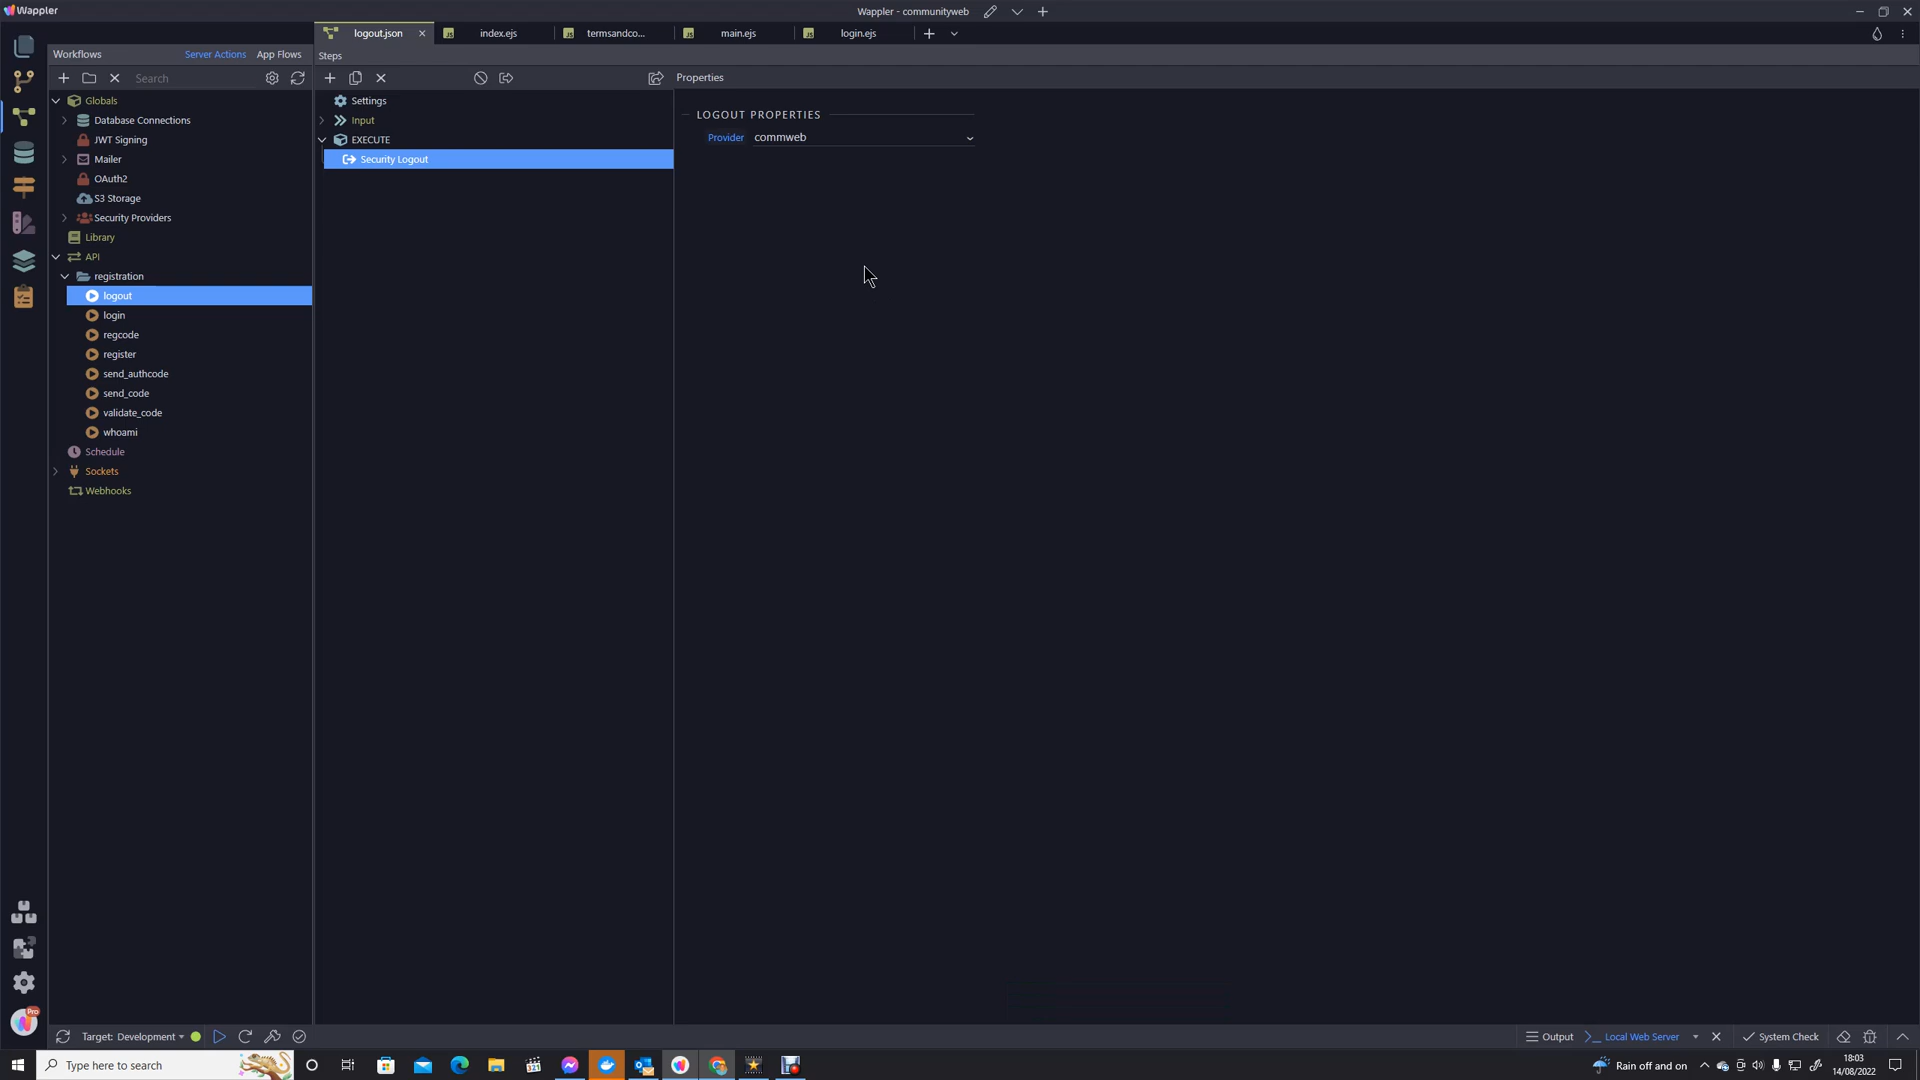 Wappler
Wappler - communityweb
logout.json
index.ejs
termsandco...
main.ejs
login.ejs
Workflows
Server Actions
App Flows
Steps
Search
Properties
Globals
Database Connections
JWT Signing
Mailer
OAuth2
S3 Storage
Security Providers
Library
API
registration
logout
login
regcode
register
send_authcode
send_code
validate_code
whoami
Schedule
Sockets
Webhooks
Settings
Input
EXECUTE
Security Logout
LOGOUT PROPERTIES
Provider commweb
Pro
Target: Development
Output
Local Web Server
System Check
Type here to search
Rain off and on
18:03
14/08/2022